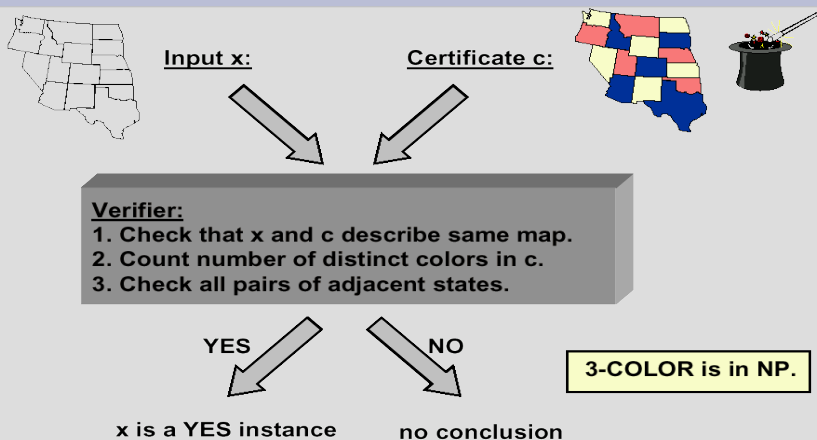 Input x:
Certificate c:
Verifier:
1. Check that x and c describe same map.
2. Count number of distinct colors in c.
3. Check all pairs of adjacent states.
YES
NO
3-COLOR is in NP.
x is a YES instance
no conclusion